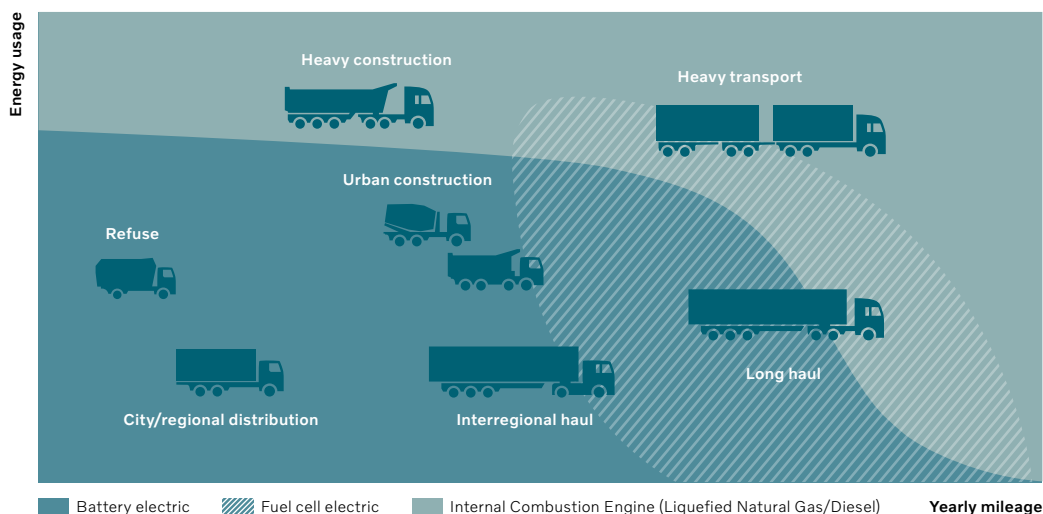 Energy usage
Heavy construction
Heavy transport
Urban construction
Refuse
Long haul
City/regional distribution
Interregional haul
Battery electric
Fuel cell electric
Internal Combustion Engine (Liquefied Natural Gas/Diesel)
Yearly mileage